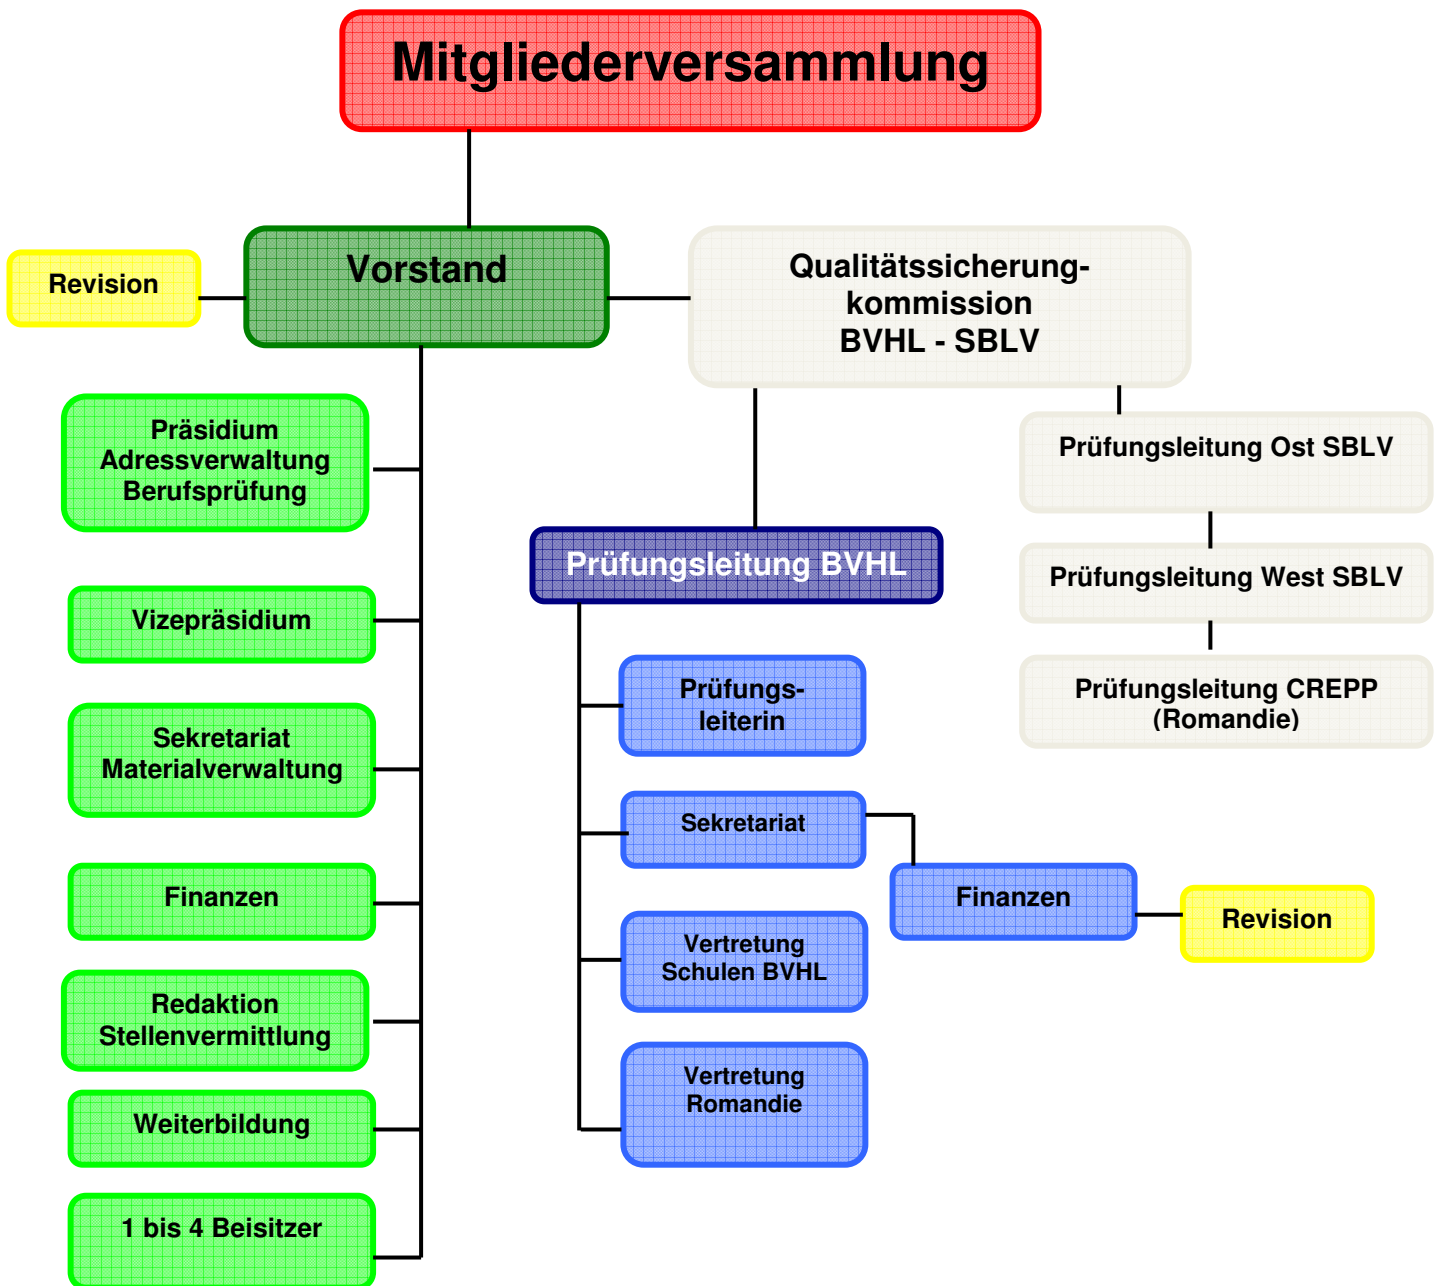 Mitgliederversammlung
Revision
Vorstand
Qualitätssicherung-
kommission
BVHL - SBLV
Präsidium
Adressverwaltung
Berufsprüfung
Vizepräsidium
Sekretariat
Materialverwaltung
Finanzen
Redaktion
Stellenvermittlung
Weiterbildung
1 bis 4 Beisitzer
Prüfungsleitung BVHL
Prüfungs-
leiterin
Sekretariat
Finanzen
Revision
Vertretung
Schulen BVHL
Vertretung
Romandie
Prüfungsleitung Ost SBLV
Prüfungsleitung West SBLV
Prüfungsleitung CREPP
(Romandie)